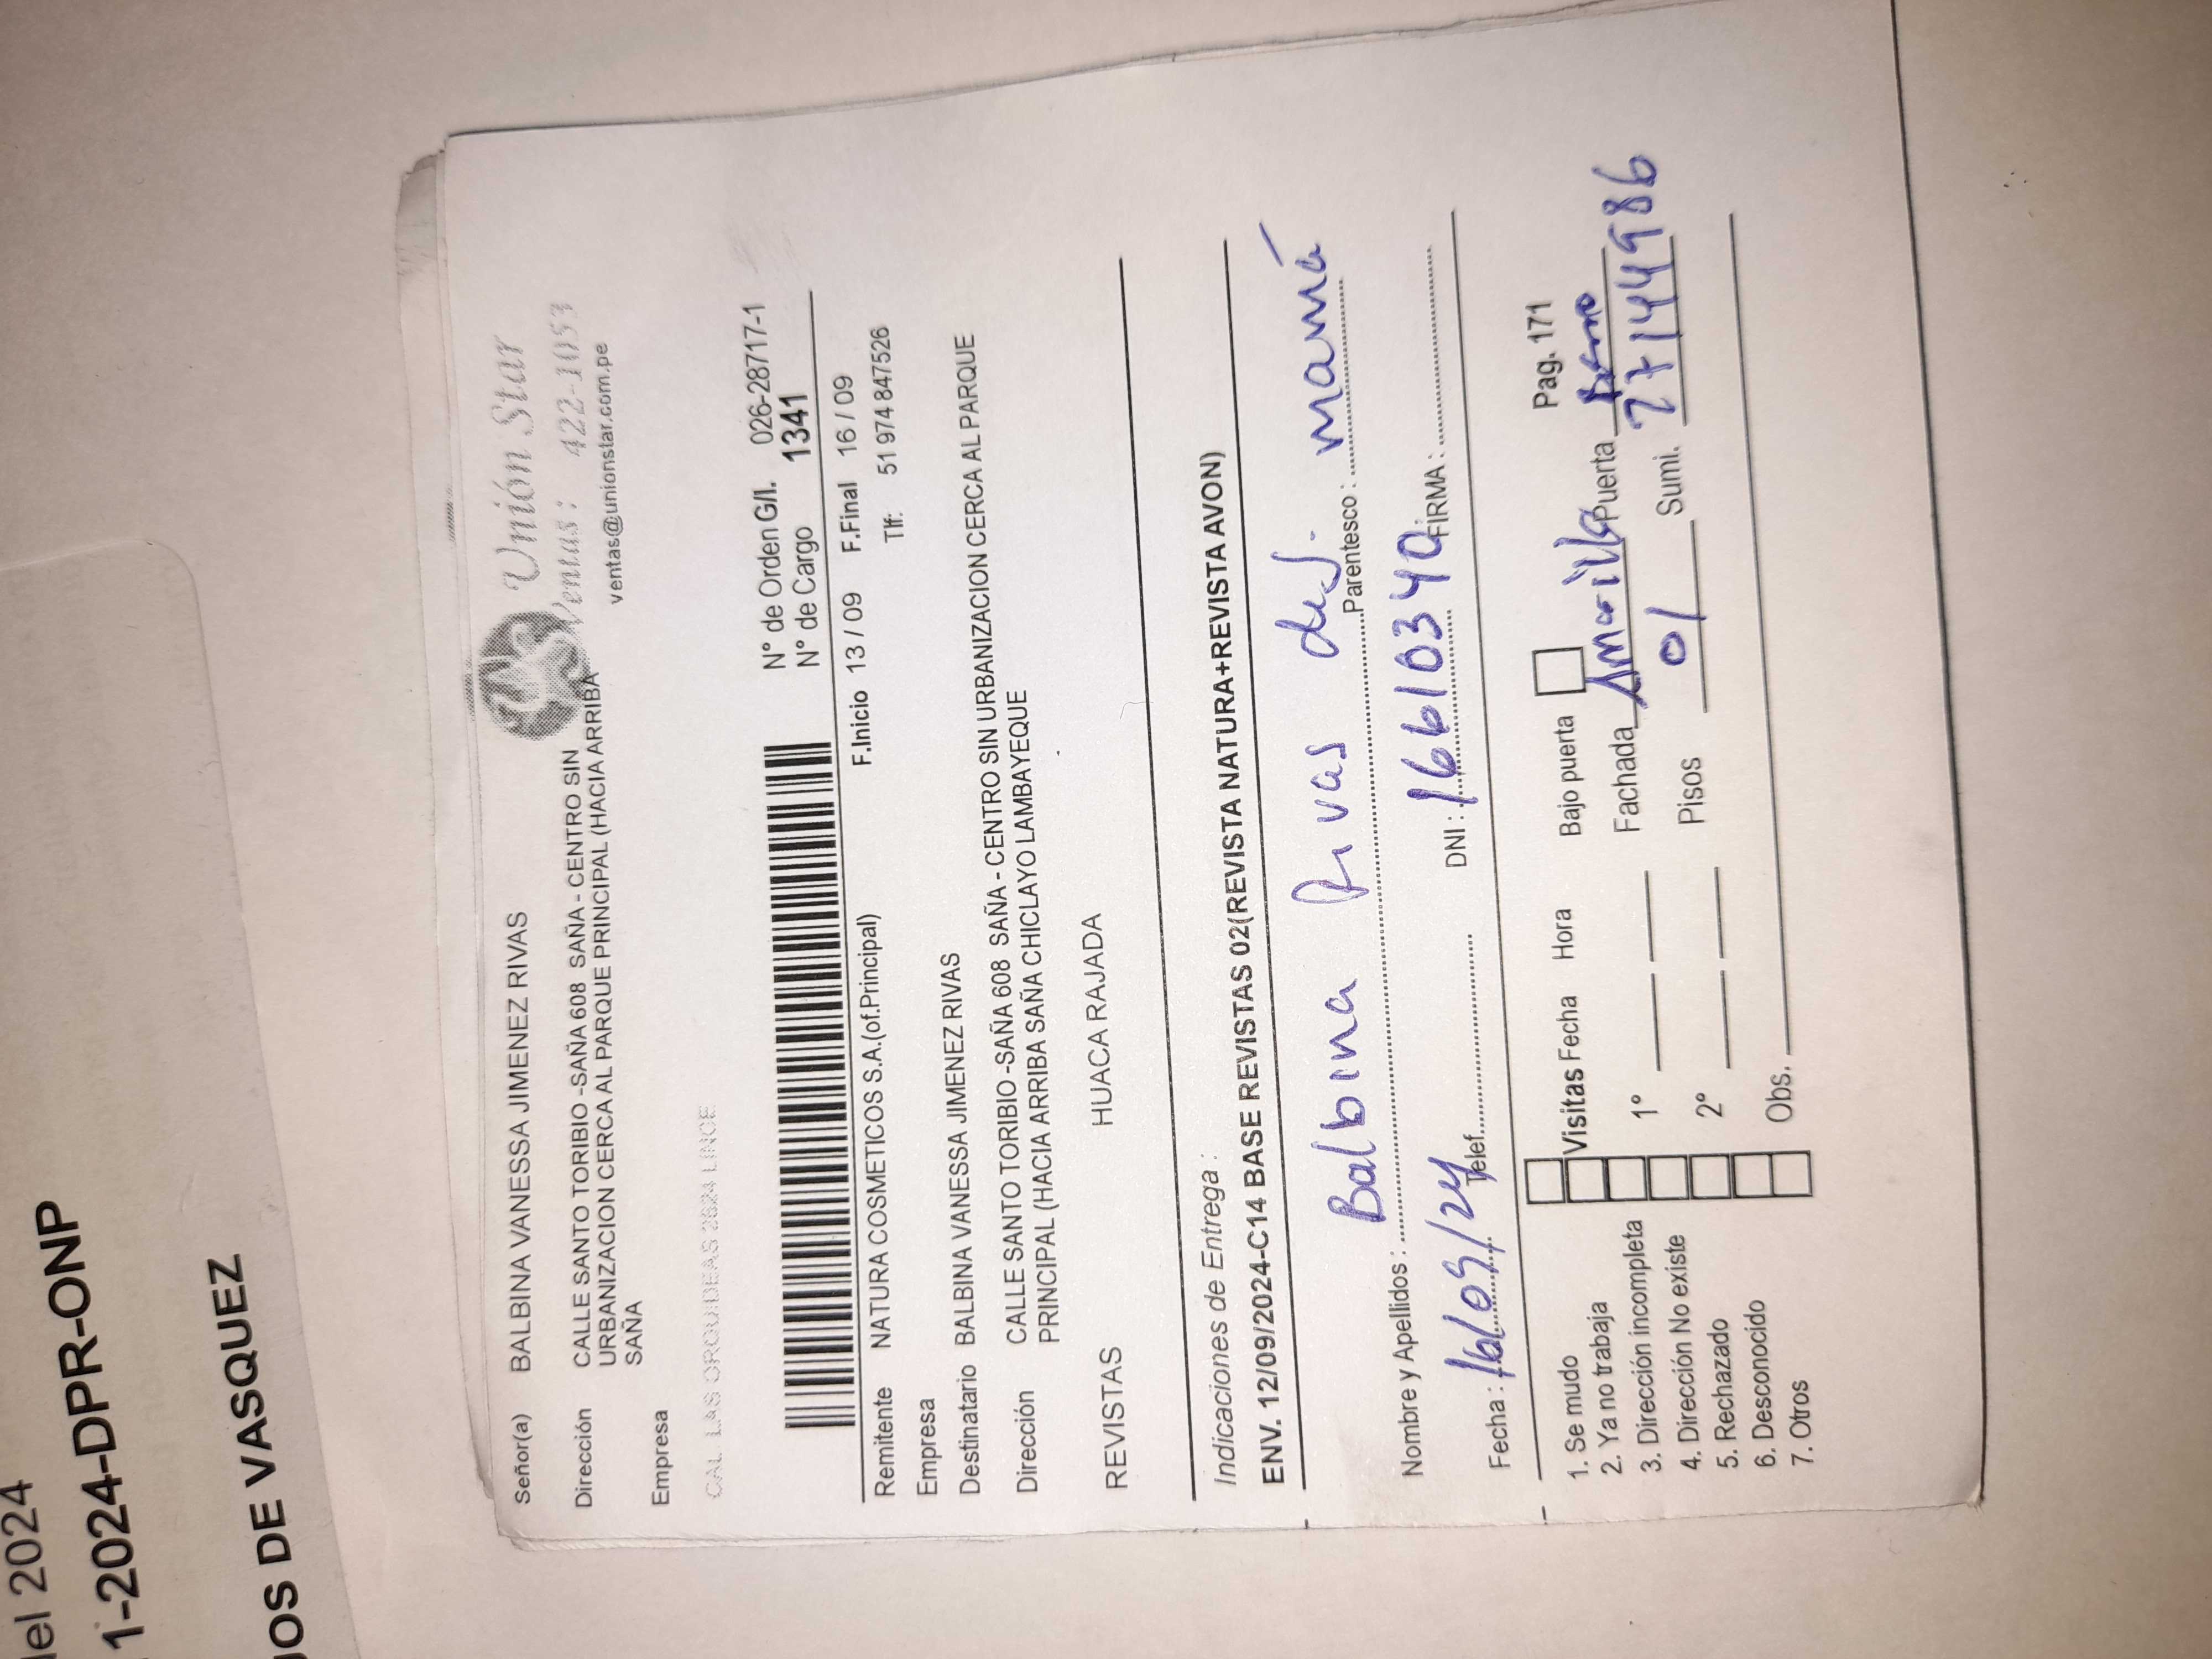 del 2024
1-2024-DPR-ONP
JOS DE VASQUEZ
Unión Star
Ventas: 422-1053
ventas@unionstar.com.pe
Señor(a) BALBINA VANESSA JIMENEZ RIVAS
Dirección CALLE SANTO TORIBIO -SAÑA 608 SAÑA - CENTRO SIN
URBANIZACION CERCA AL PARQUE PRINCIPAL (HACIA ARRIBA
SAÑA
Empresa
CAL. LAS ORQUIDEAS 2624 LINCE
N° de Orden G/I. 026-28717-1
N° de Cargo 1341
F.Inicio 13 / 09 F.Final 16 / 09
Remitente NATURA COSMETICOS S.A.(of.Principal) Tlf: 51 974 847526
Empresa
Destinatario BALBINA VANESSA JIMENEZ RIVAS
Dirección CALLE SANTO TORIBIO -SAÑA 608 SAÑA - CENTRO SIN URBANIZACION CERCA AL PARQUE
PRINCIPAL (HACIA ARRIBA SAÑA CHICLAYO LAMBAYEQUE
REVISTAS HUACA RAJADA
Indicaciones de Entrega :
ENV. 12/09/2024-C14 BASE REVISTAS 02(REVISTA NATURA+REVISTA AVON)
Nombre y Apellidos : Balbina Rivas Parentesco : mamá
Fecha : 16/09/24 Telef. DNI : 16610340 FIRMA :
Pag. 171
1. Se mudo
2. Ya no trabaja
3. Dirección incompleta
4. Dirección No existe
5. Rechazado
6. Desconocido
7. Otros
Visitas Fecha Hora Bajo puerta
1° Fachada Puerta
2° Pisos 01 Sumi. 27144986
Obs.